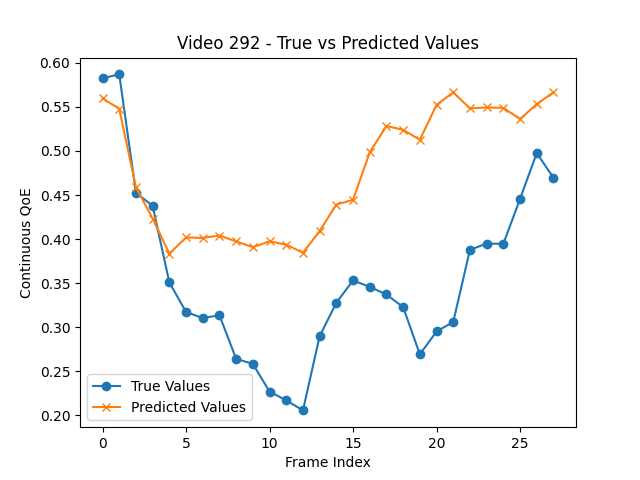 Video 292 - True vs Predicted Values
0.60
0.55
0.50
0.45
0.40
0.35
0.30
0.25
0.20
Continuous QoE
True Values
Predicted Values
0 5 10 15 20 25
Frame Index